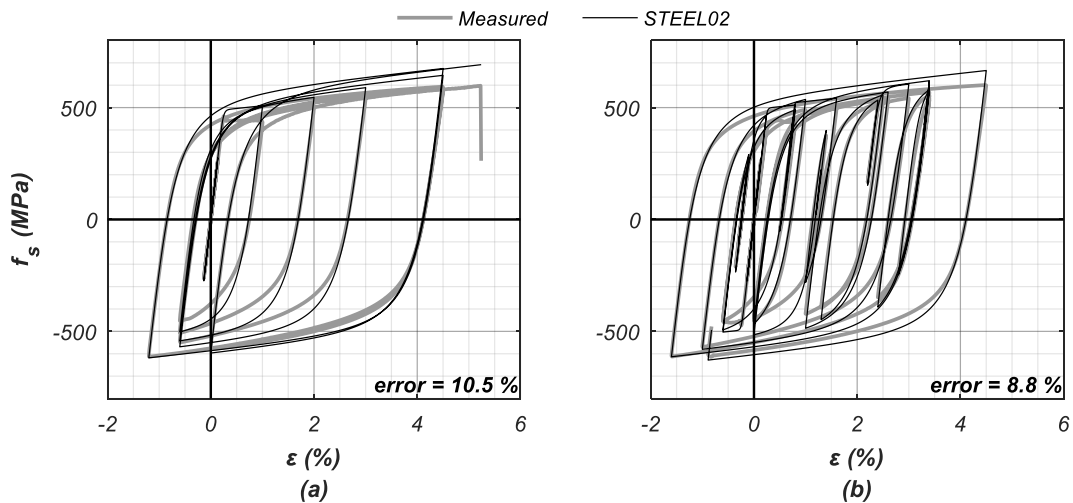 Measured STEEL02
f_s (MPa)
500
0
-500
error = 10.5 %
-2 0 2 4 6
ε (%)
(a)
500
0
-500
error = 8.8 %
-2 0 2 4 6
ε (%)
(b)